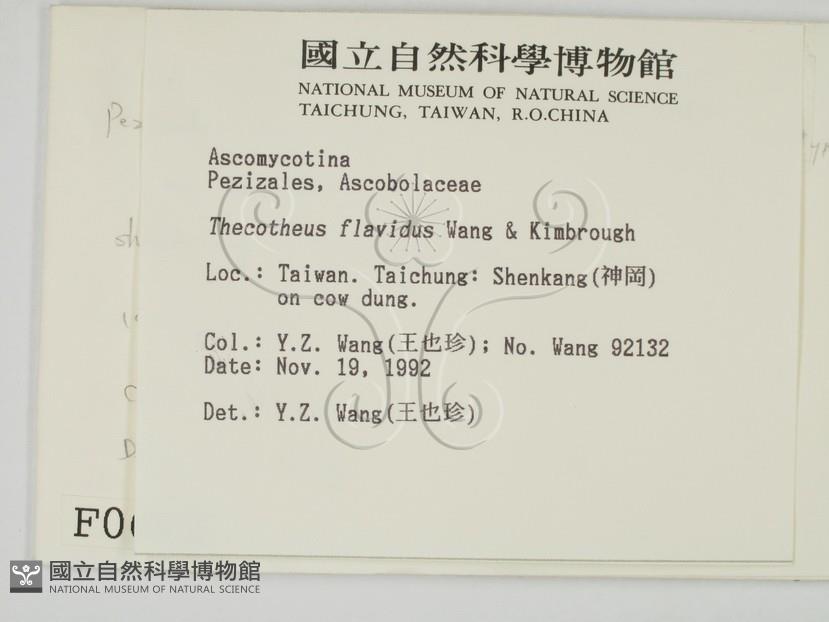 國立自然科學博物館
NATIONAL MUSEUM OF NATURAL SCIENCE
TAICHUNG, TAIWAN, R.O.CHINA
Ascomycotina
Pezizales, Ascobolaceae
Thecotheus flavidus Wang & Kimbrough
Loc.: Taiwan. Taichung: Shenkang(神岡)
on cow dung.
Col.: Y.Z. Wang(王也珍); No. Wang 92132
Date: Nov. 19, 1992
Det.: Y.Z. Wang(王也珍)
國立自然科學博物館
NATIONAL MUSEUM OF NATURAL SCIENCE